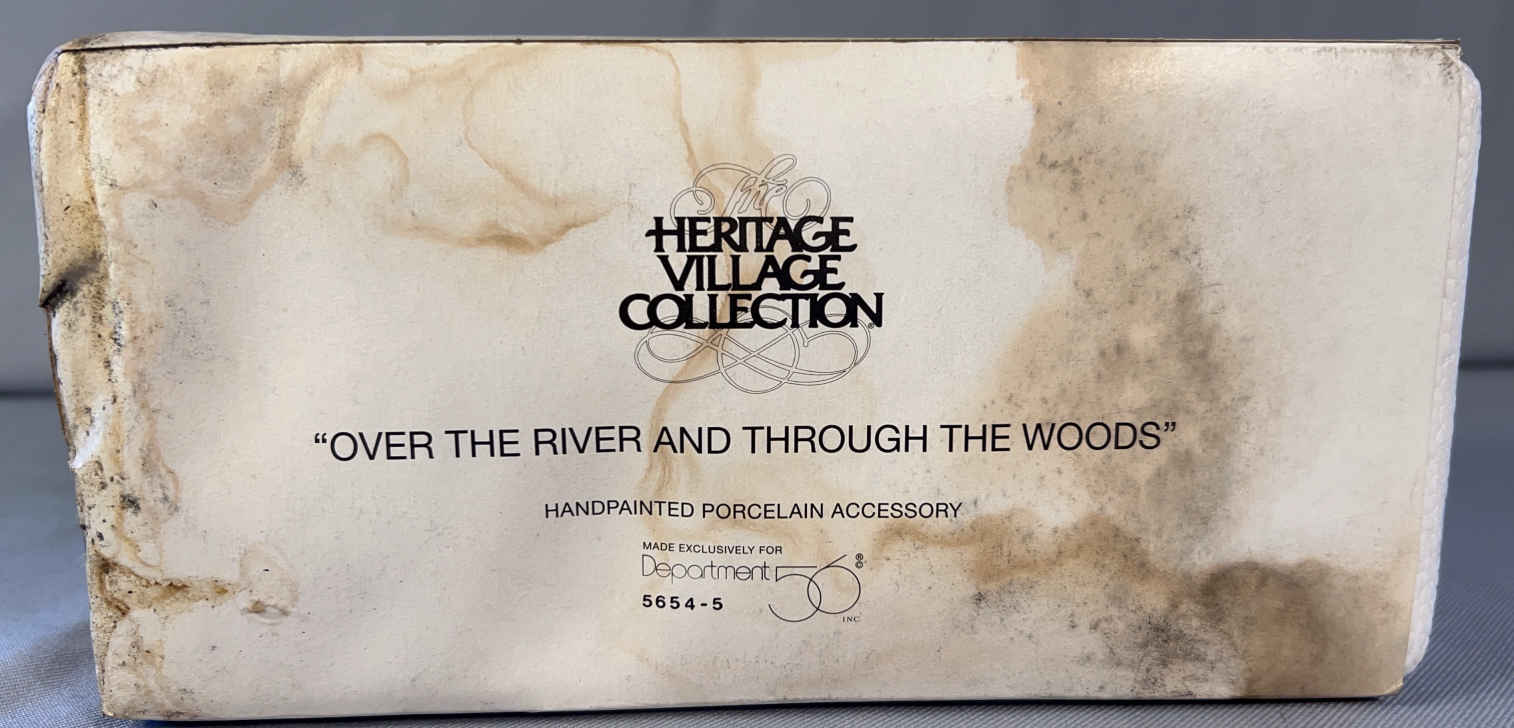 The
HERITAGE
VILLAGE
COLLECTION®
“OVER THE RIVER AND THROUGH THE WOODS”
HANDPAINTED PORCELAIN ACCESSORY
MADE EXCLUSIVELY FOR
Department 56 ® ©
5654-5
INC